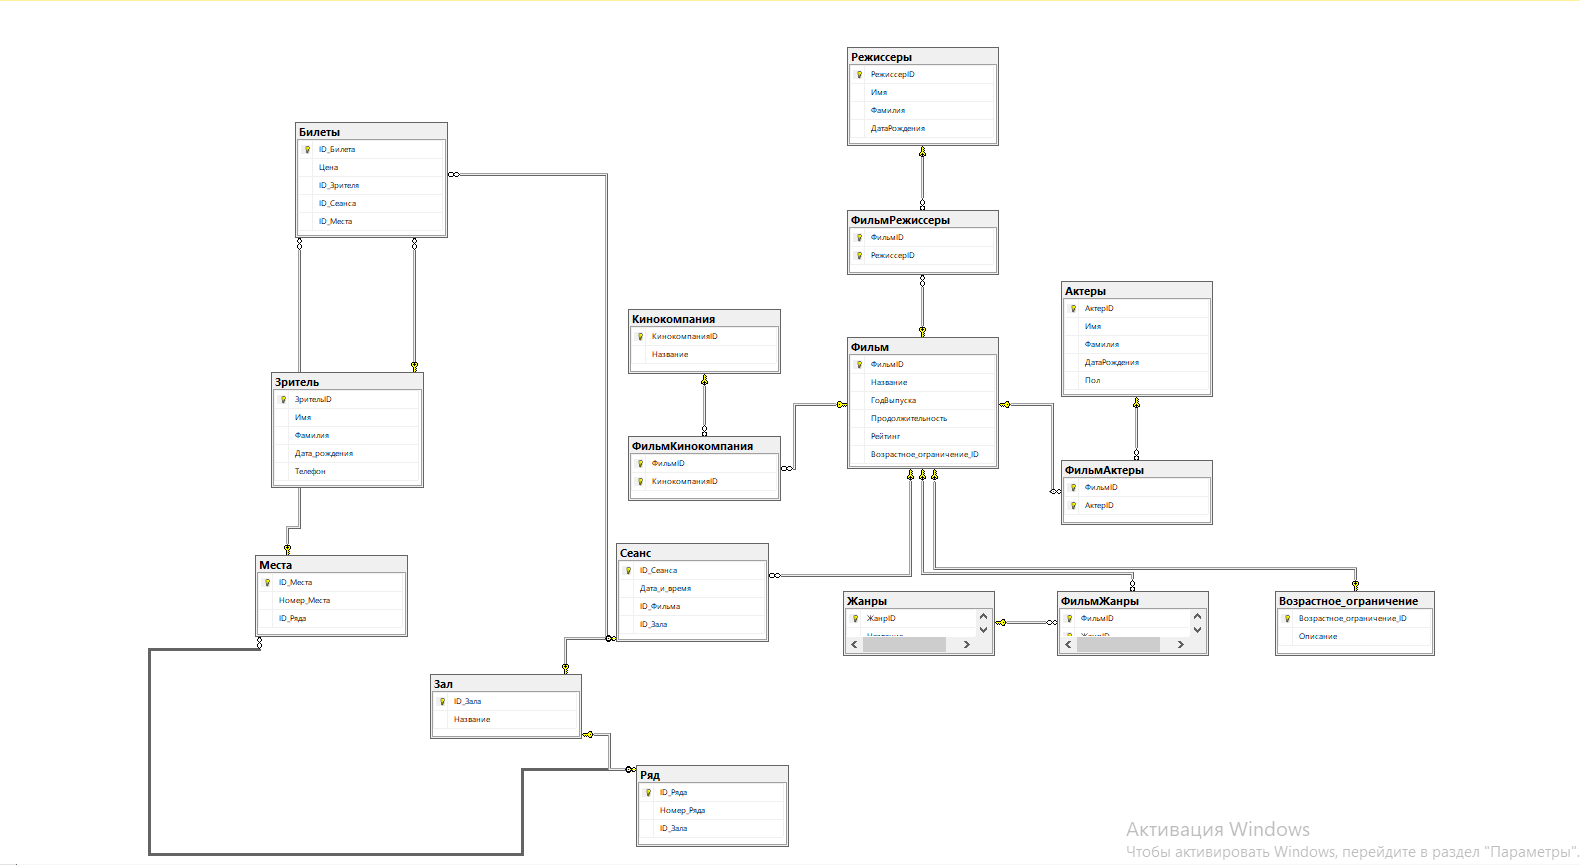 Режиссеры
РежиссерID
Имя
Фамилия
ДатаРождения
Билеты
ID_Билета
Цена
ID_Зрителя
ID_Сеанса
ID_Места
ФильмРежиссеры
ФильмID
РежиссерID
Актеры
АктерID
Имя
Фамилия
ДатаРождения
Пол
Кинокомпания
КинокомпанияID
Название
Фильм
ФильмID
Название
ГодВыпуска
Продолжительность
Рейтинг
Возрастное_ограничение_ID
Зритель
ЗрительID
Имя
Фамилия
Дата_рождения
Телефон
ФильмКинокомпания
ФильмID
КинокомпанияID
ФильмАктеры
ФильмID
АктерID
Места
ID_Места
Номер_Места
ID_Ряда
Сеанс
ID_Сеанса
Дата_и_время
ID_Фильма
ID_Зала
Жанры
ЖанрID
ФильмЖанры
ФильмID
ЖанрID
Возрастное_ограничение
Возрастное_ограничение_ID
Описание
Зал
ID_Зала
Название
Ряд
ID_Ряда
Номер_Ряда
ID_Зала
Активация Windows
Чтобы активировать Windows, перейдите в раздел "Параметры".